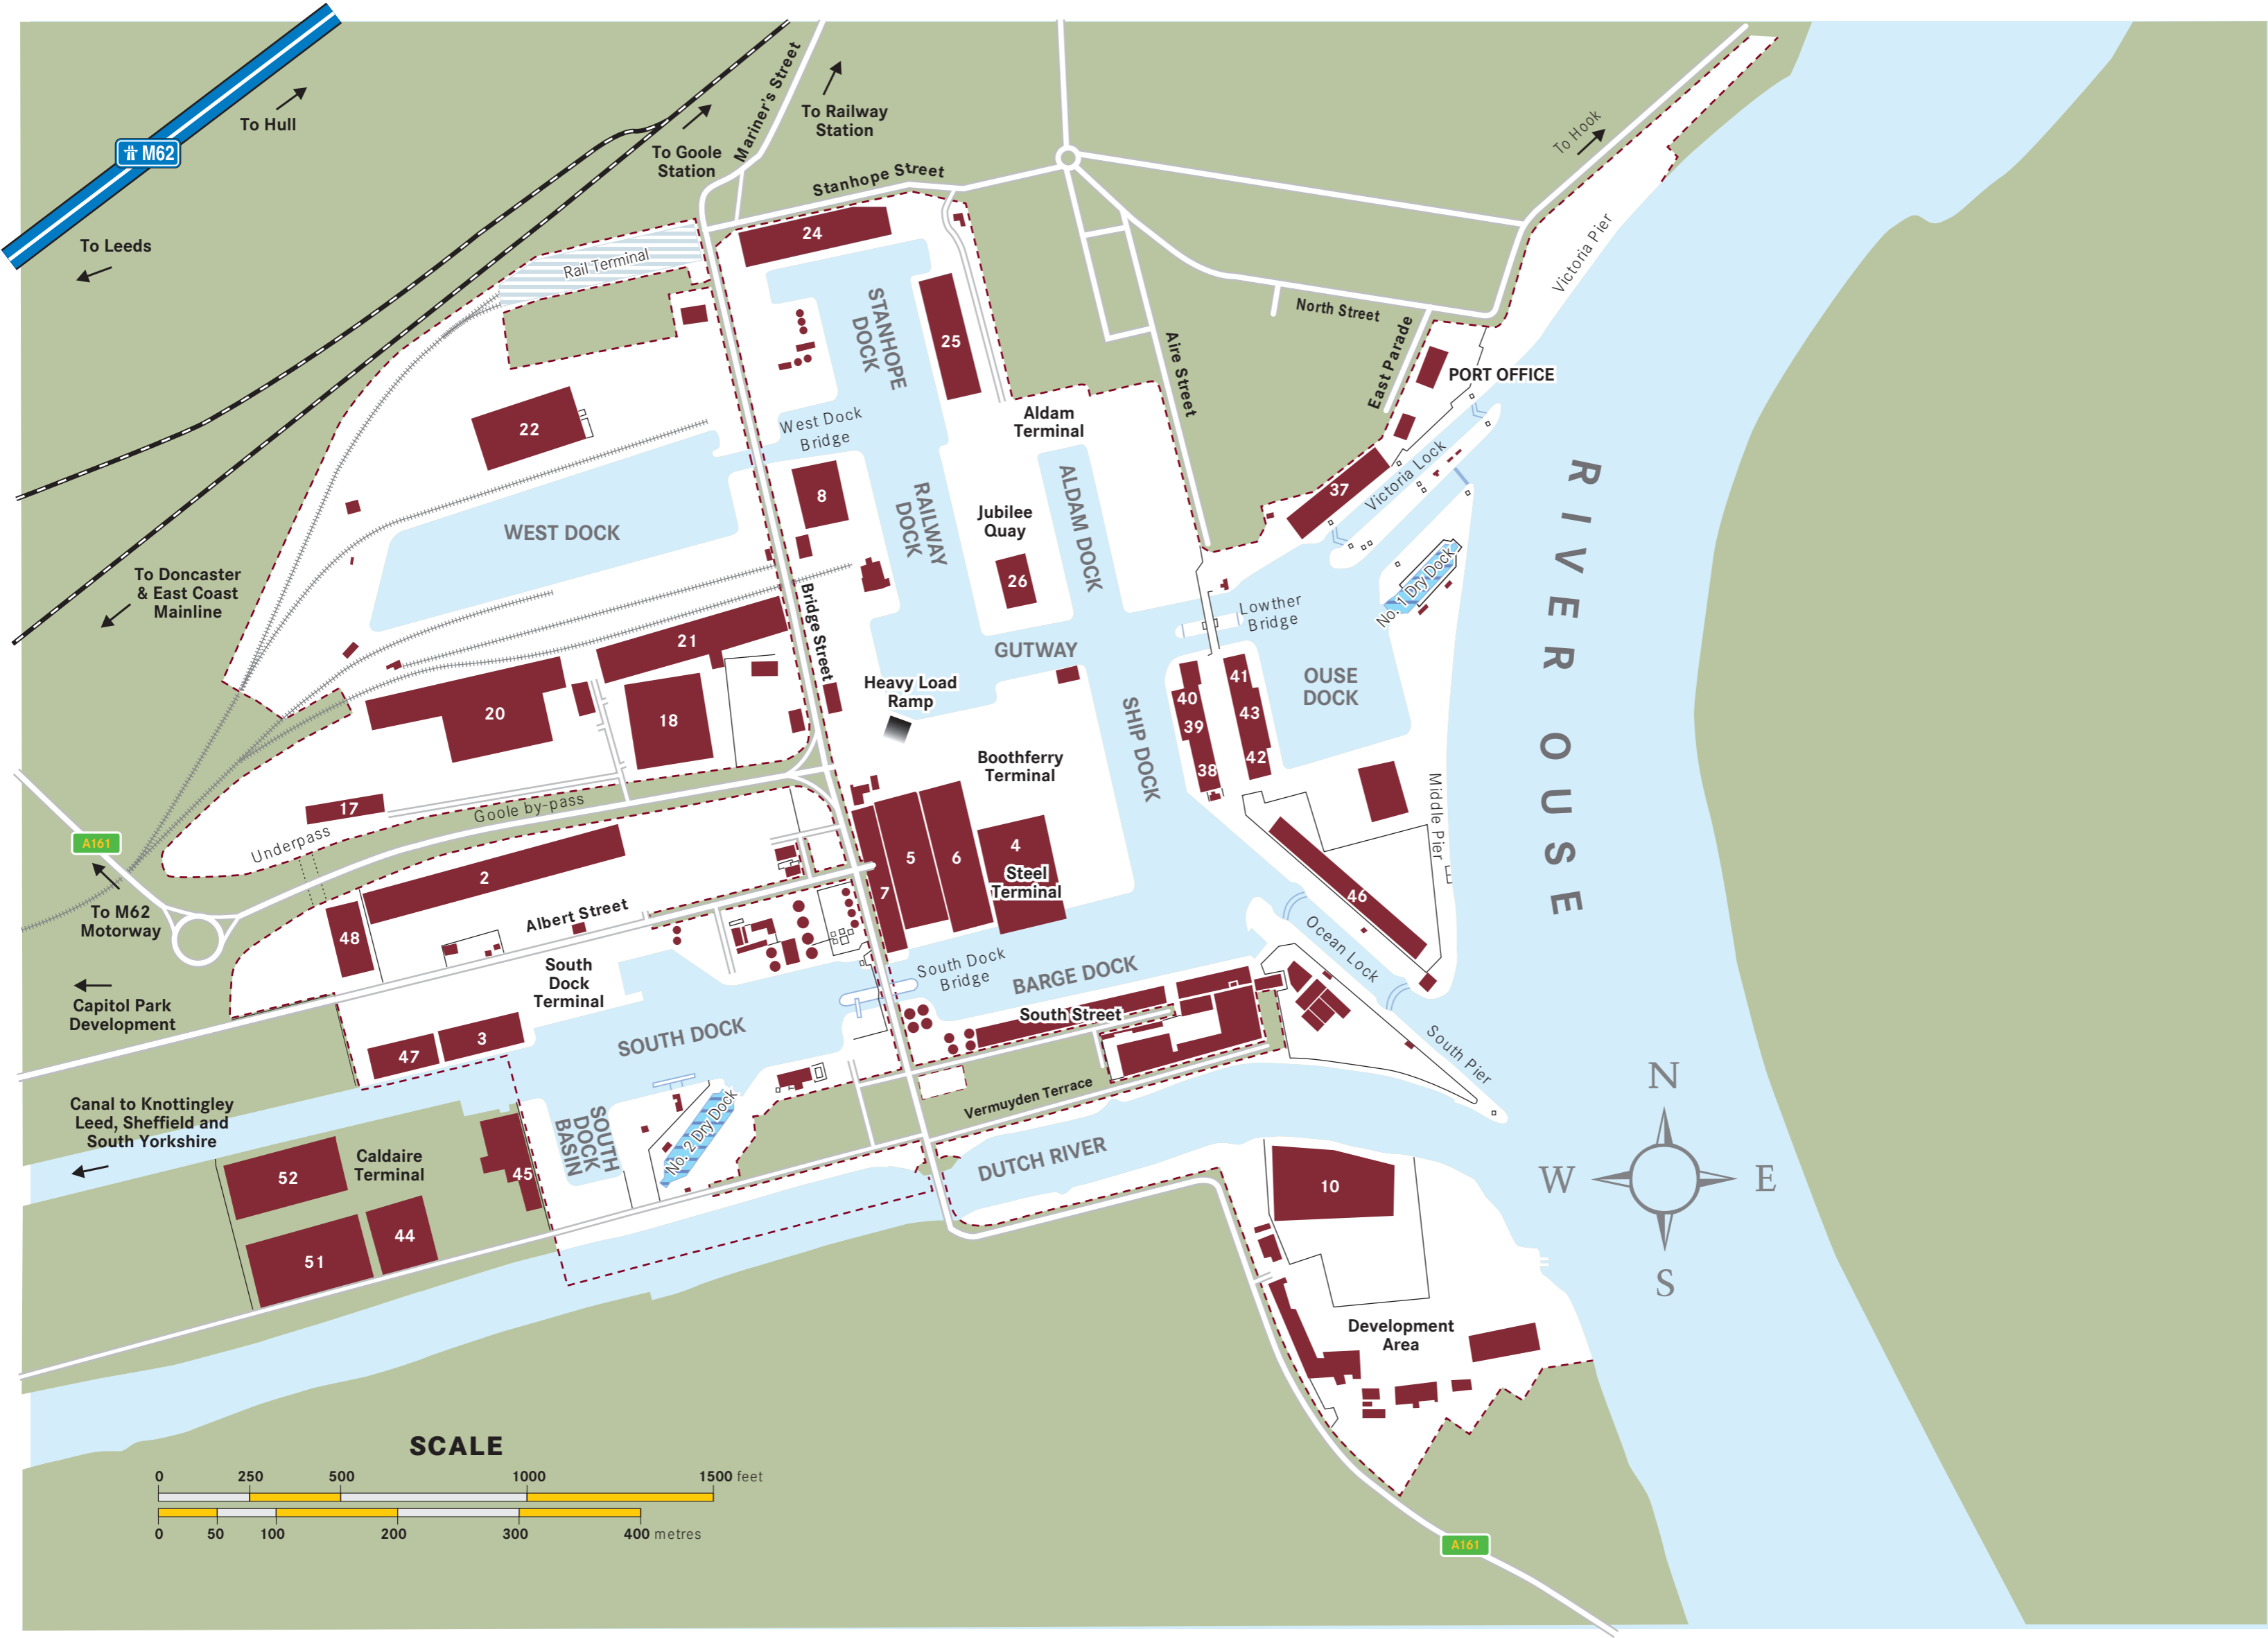 Mariner's Street
To Railway
Station
To Hull
M62
To Goole
Station
To Hook
Stanhope Street
Victoria Pier
24
To Leeds
Rail Terminal
STANHOPE
DOCK
25
North Street
Aire Street
East Parade
PORT OFFICE
22
West Dock
Bridge
Aldam
Terminal
8
37
Victoria Lock
RIVER OUSE
WEST DOCK
RAILWAY
DOCK
Jubilee
Quay
ALDAM DOCK
26
No. 1 Dry Dock
To Doncaster
& East Coast
Mainline
Bridge Street
Lowther
Bridge
21
GUTWAY
OUSE
DOCK
20
18
Heavy Load
Ramp
41
40
43
39
42
38
SHIP DOCK
Boothferry
Terminal
Middle Pier
17
Goole by-pass
Underpass
A161
2
5
6
4
Steel
Terminal
7
46
To M62
Motorway
48
Albert Street
Ocean Lock
South
Dock
Terminal
South Dock
Bridge
BARGE DOCK
Capitol Park
Development
South Street
47
3
SOUTH DOCK
South Pier
N
W
E
S
Canal to Knottingley
Leed, Sheffield and
South Yorkshire
Vermuyden Terrace
SOUTH
DOCK
BASIN
No. 2 Dry Dock
Caldaire
Terminal
52
45
DUTCH RIVER
10
44
51
Development
Area
SCALE
0 250 500 1000 1500 feet
0 50 100 200 300 400 metres
A161